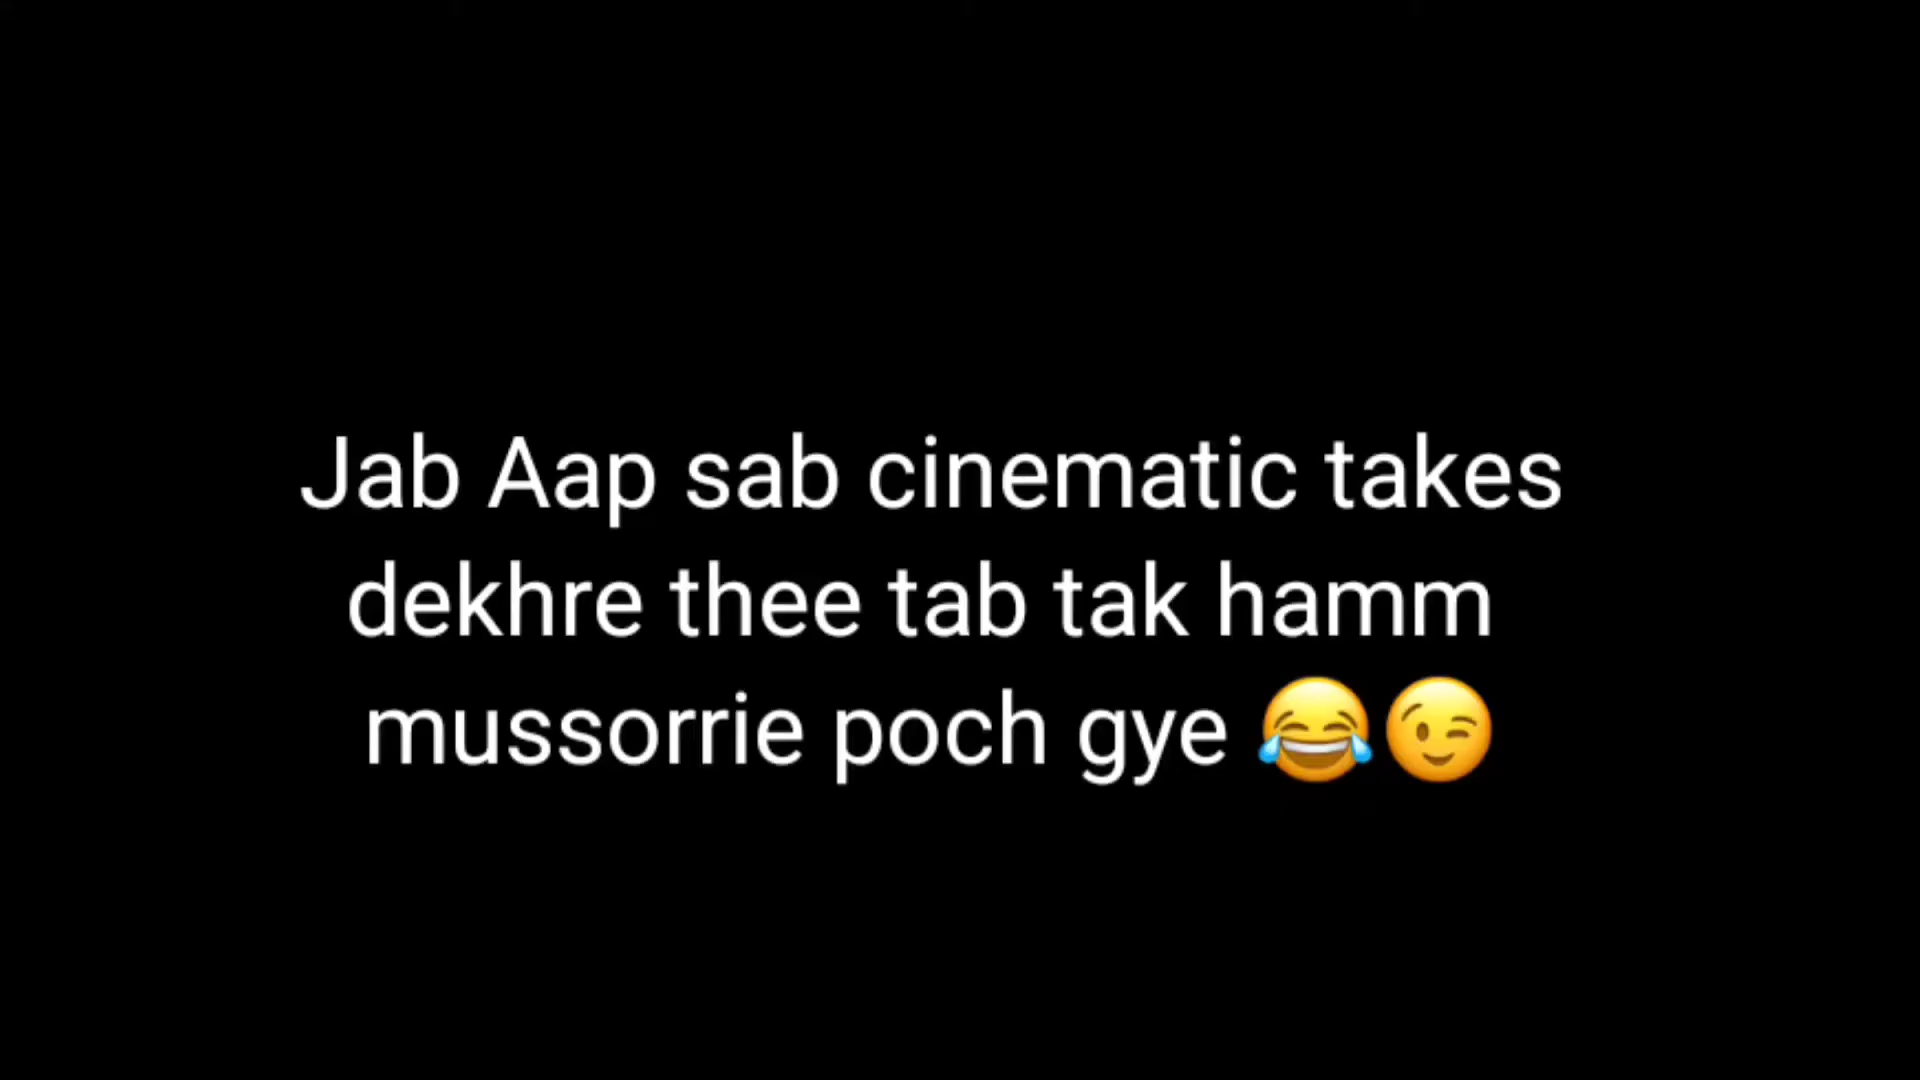 Jab Aap sab cinematic takes
dekhre thee tab tak hamm
mussorrie poch gye 😂😉